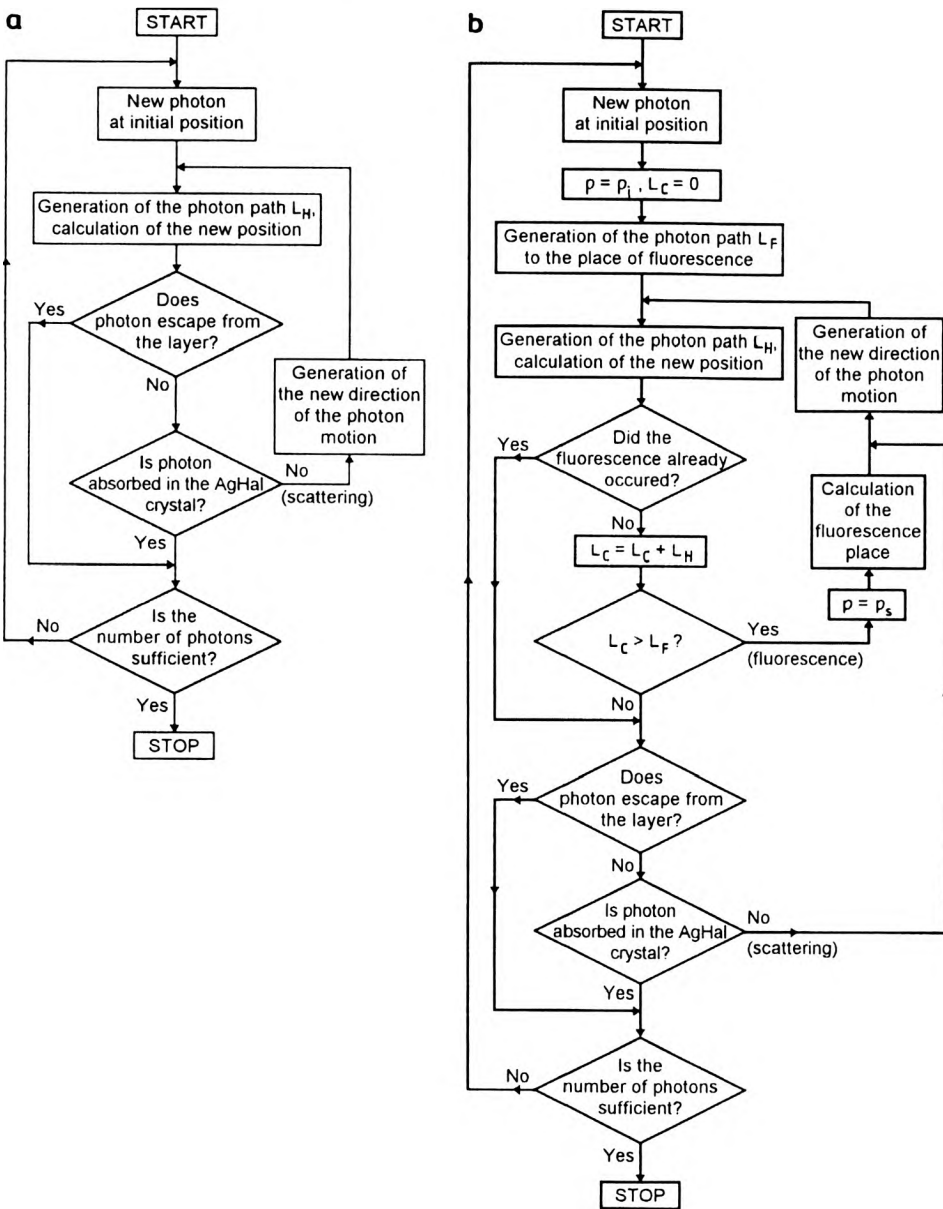 a
START
New photon
at initial position
Generation of the photon path L_H,
calculation of the new position
Yes
Does
photon escape from
the layer?
No
Generation of
the new direction
of the photon
motion
Is photon
absorbed in the AgHal
crystal?
No
(scattering)
Yes
No
Is the
number of photons
sufficient?
Yes
STOP
b
START
New photon
at initial position
p = p_i , L_C = 0
Generation of the photon path L_F
to the place of fluorescence
Generation of the photon path L_H,
calculation of the new position
Generation of
the new direction
of the photon
motion
Yes
Did the
fluorescence already
occured?
No
Calculation
of the
fluorescence
place
L_C = L_C + L_H
p = p_s
L_C > L_F ?
Yes
(fluorescence)
No
Yes
Does
photon escape from
the layer?
No
Is photon
absorbed in the AgHal
crystal?
No
(scattering)
Yes
No
Is the
number of photons
sufficient?
Yes
STOP